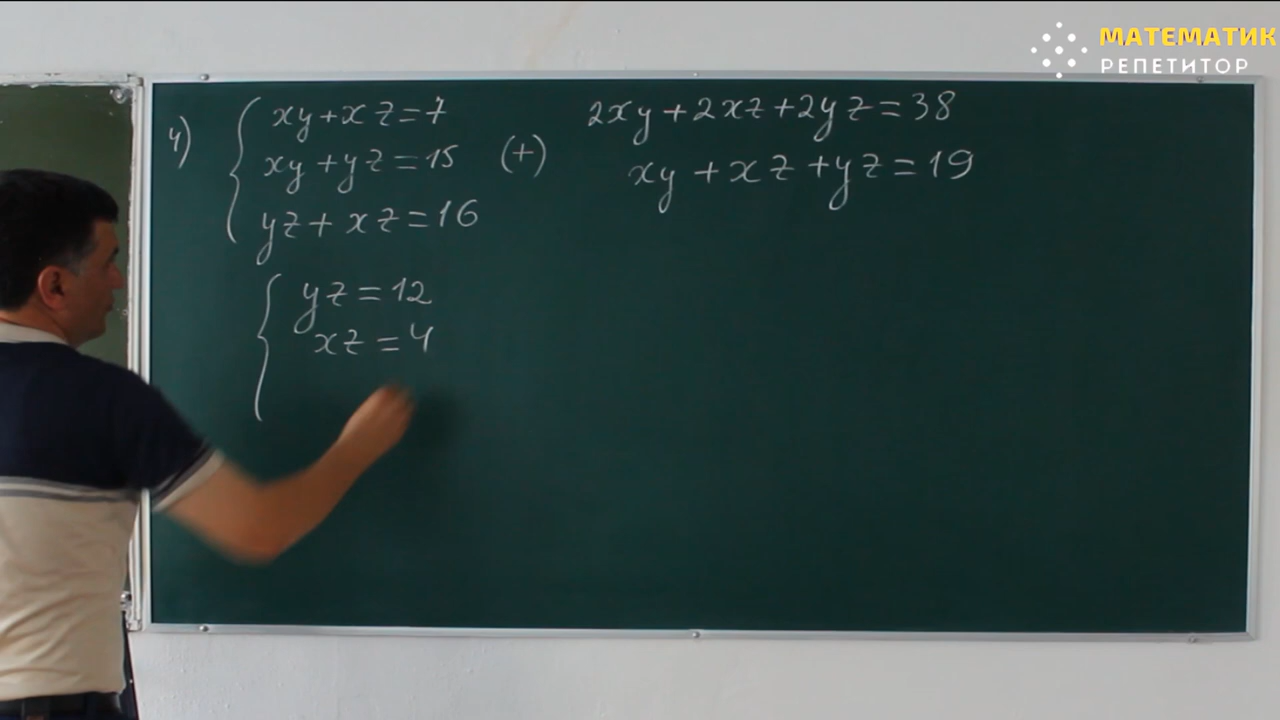 МАТЕМАТИК
РЕПЕТИТОР
4)
xy+xz=7
xy+yz=15
yz+xz=16
(+)
2xy+2xz+2yz=38
xy+xz+yz=19
yz=12
xz=4